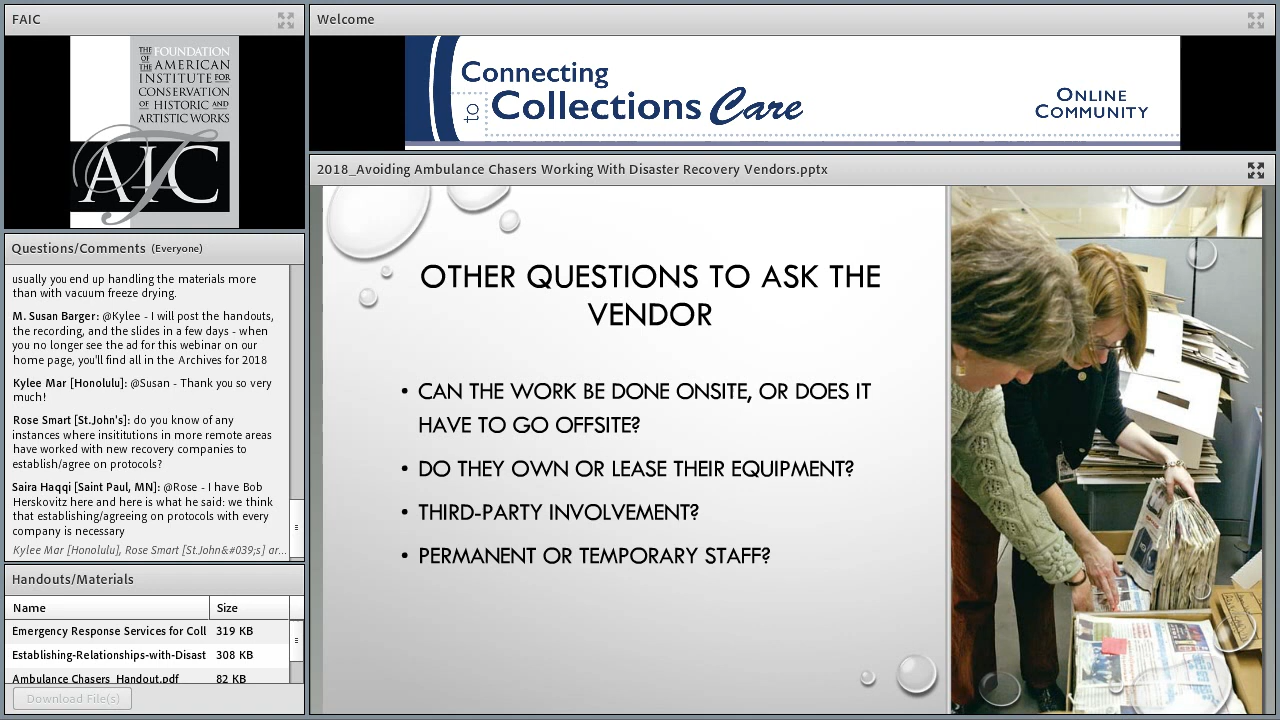 FAIC
THE FOUNDATION
OF THE AMERICAN
INSTITUTE FOR
CONSERVATION
OF HISTORIC AND
ARTISTIC WORKS
AIC
Questions/Comments (Everyone)
usually you end up handling the materials more
than with vacuum freeze drying.
M. Susan Barger: @Kylee - I will post the handouts,
the recording, and the slides in a few days - when
you no longer see the ad for this webinar on our
home page, you'll find all in the Archives for 2018
Kylee Mar [Honolulu]: @Susan - Thank you so very
much!
Rose Smart [St.John's]: do you know of any
instances where insititutions in more remote areas
have worked with new recovery companies to
establish/agree on protocols?
Saira Haqqi [Saint Paul, MN]: @Rose - I have Bob
Herskovitz here and here is what he said: we think
that establishing/agreeing on protocols with every
company is necessary
Kylee Mar [Honolulu], Rose Smart [St.John&#039;s] ar...
Handouts/Materials
Name Size
Emergency Response Services for Coll 319 KB
Establishing-Relationships-with-Disast 308 KB
Ambulance Chasers_Handout.pdf 82 KB
Download File(s)
Welcome
Connecting
to Collections Care
ONLINE
COMMUNITY
2018_Avoiding Ambulance Chasers Working With Disaster Recovery Vendors.pptx
OTHER QUESTIONS TO ASK THE
VENDOR
• CAN THE WORK BE DONE ONSITE, OR DOES IT
HAVE TO GO OFFSITE?
• DO THEY OWN OR LEASE THEIR EQUIPMENT?
• THIRD-PARTY INVOLVEMENT?
• PERMANENT OR TEMPORARY STAFF?